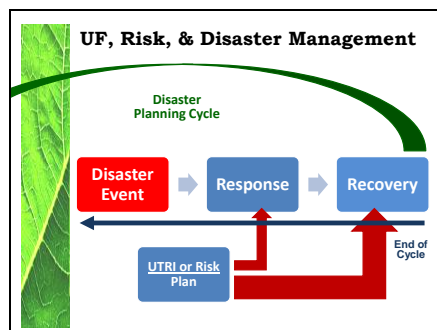 UF, Risk, & Disaster Management
Disaster
Planning Cycle
Disaster
Event
Response
Recovery
End of
Cycle
UTRI or Risk
Plan